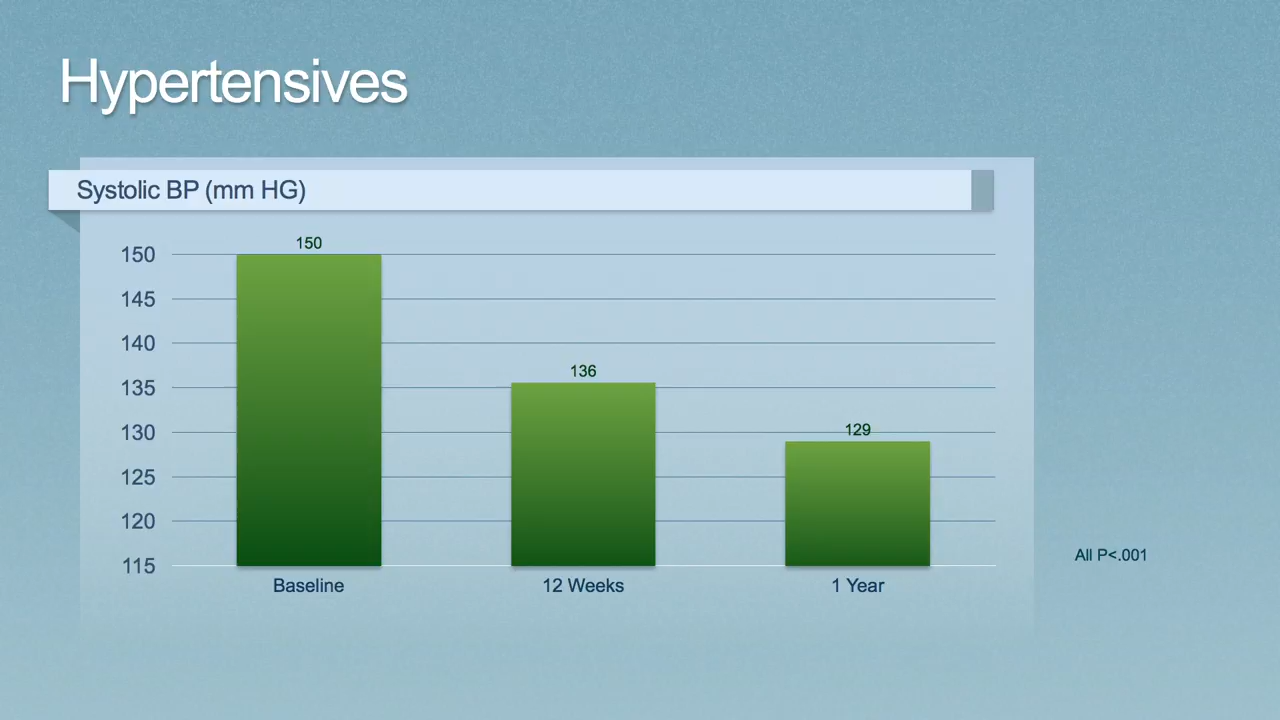 Hypertensives
Systolic BP (mm HG)
150
150
145
140
136
135
130
129
125
120
115
Baseline
12 Weeks
1 Year
All P<.001